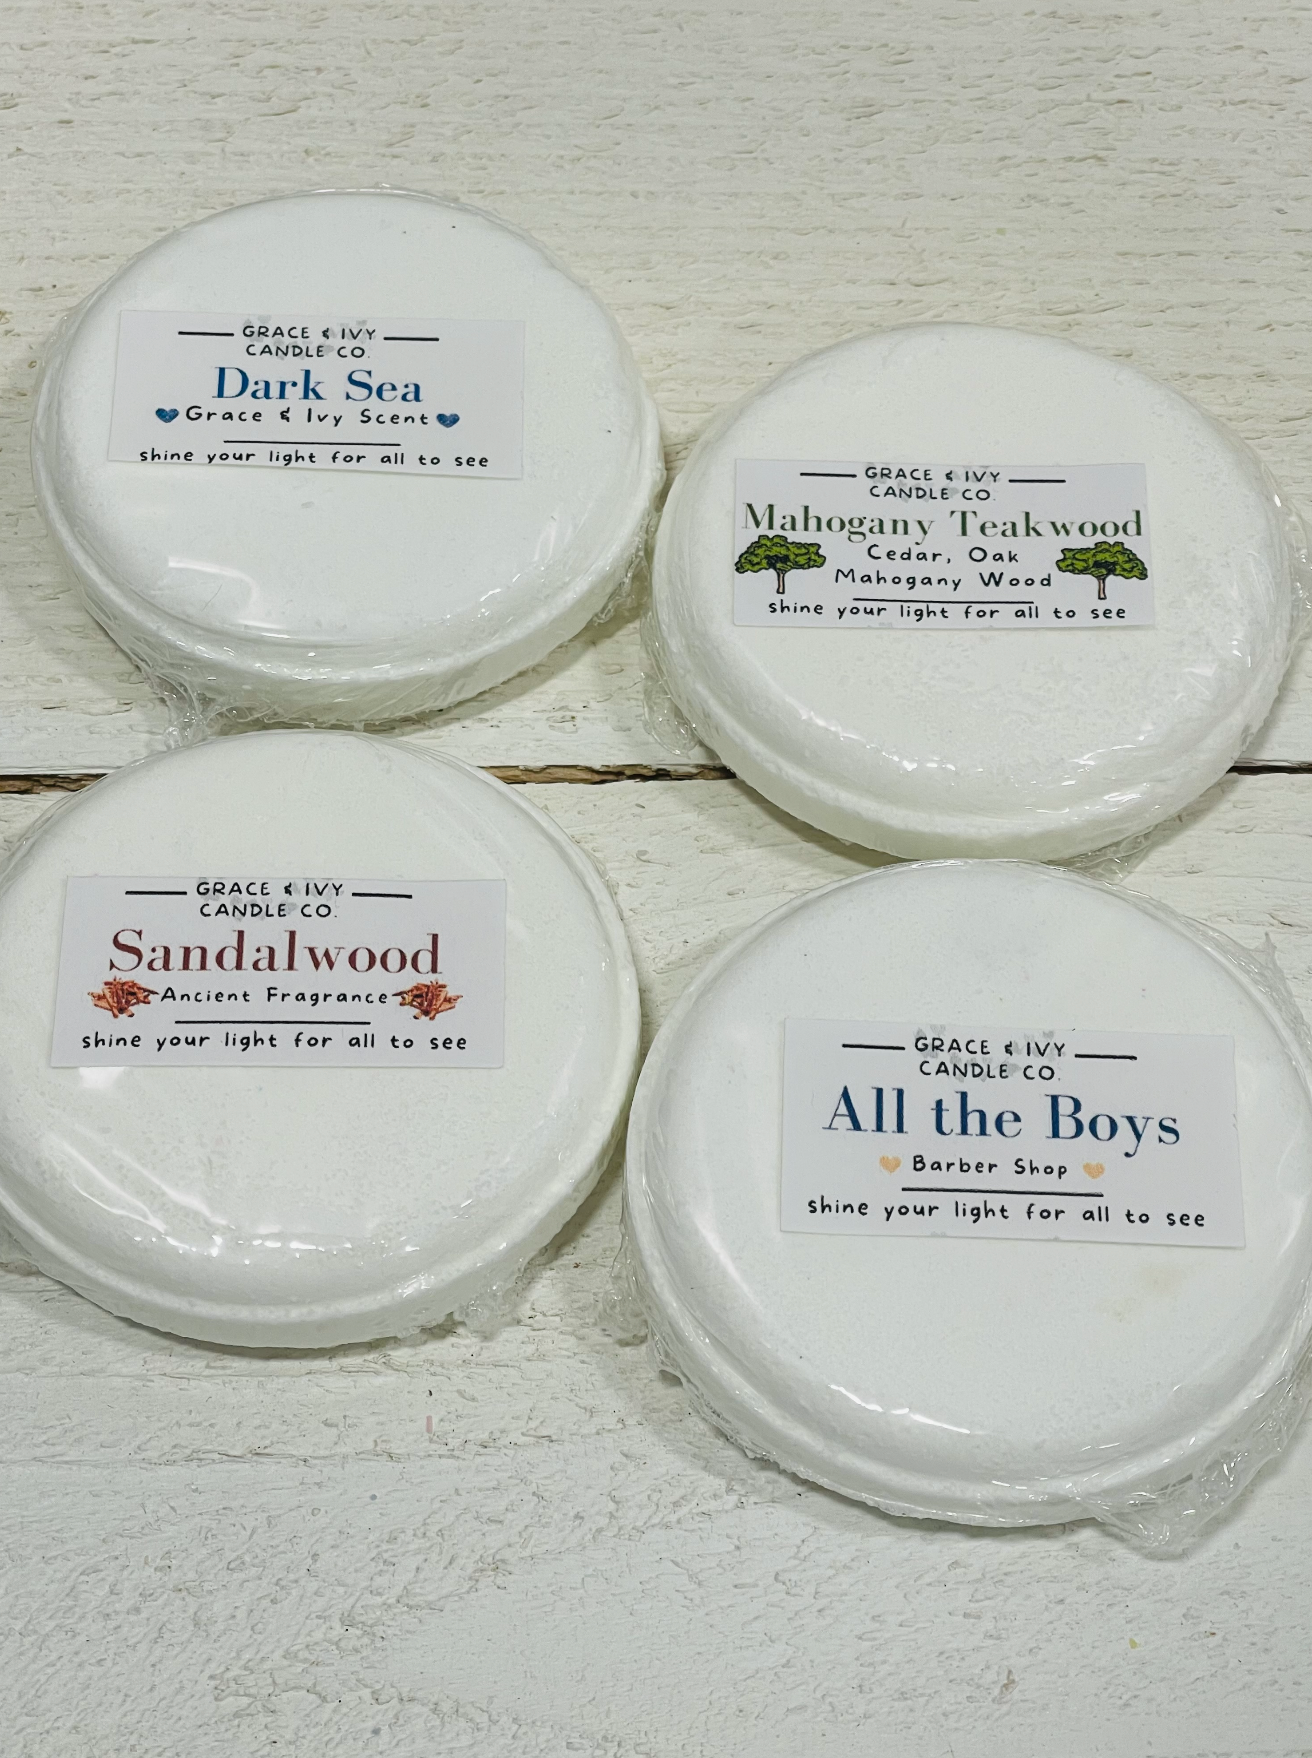 GRACE & IVY
CANDLE CO.
Dark Sea
Grace & Ivy Scent
shine your light for all to see
GRACE & IVY
CANDLE CO.
Mahogany Teakwood
Cedar, Oak
Mahogany Wood
shine your light for all to see
GRACE & IVY
CANDLE CO.
Sandalwood
Ancient Fragrance
shine your light for all to see
GRACE & IVY
CANDLE CO.
All the Boys
Barber Shop
shine your light for all to see